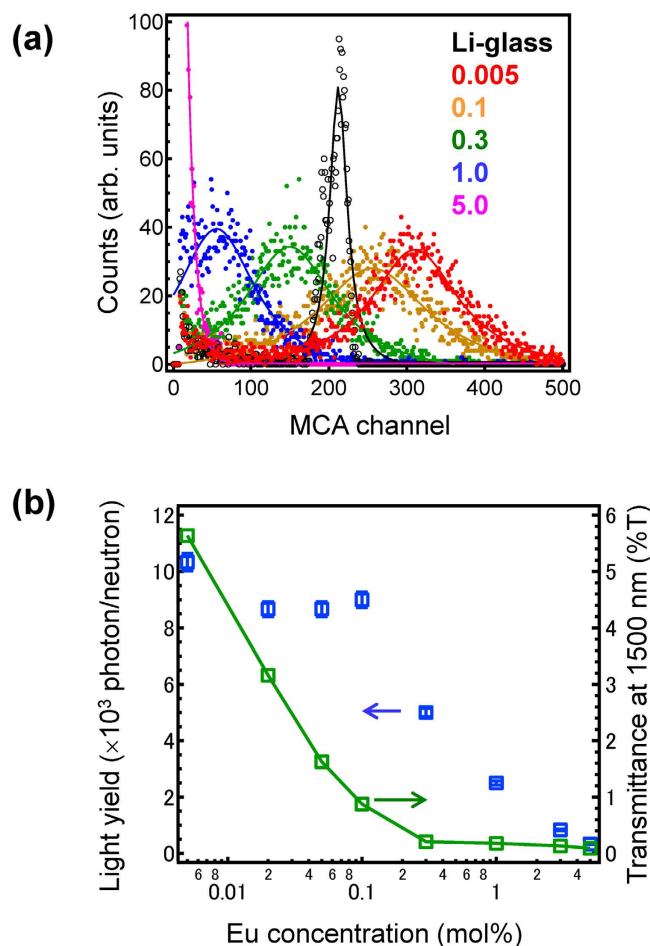 (a)
Li-glass
0.005
0.1
0.3
1.0
5.0
100
80
60
40
20
0
Counts (arb. units)
0 100 200 300 400 500
MCA channel
(b)
Light yield (×10³ photon/neutron)
12
10
8
6
4
2
0
6
5
4
3
2
1
0
Transmittance at 1500 nm (%T)
6 8 2 4 6 8 2 4 6 8 2 4
0.01 0.1 1
Eu concentration (mol%)